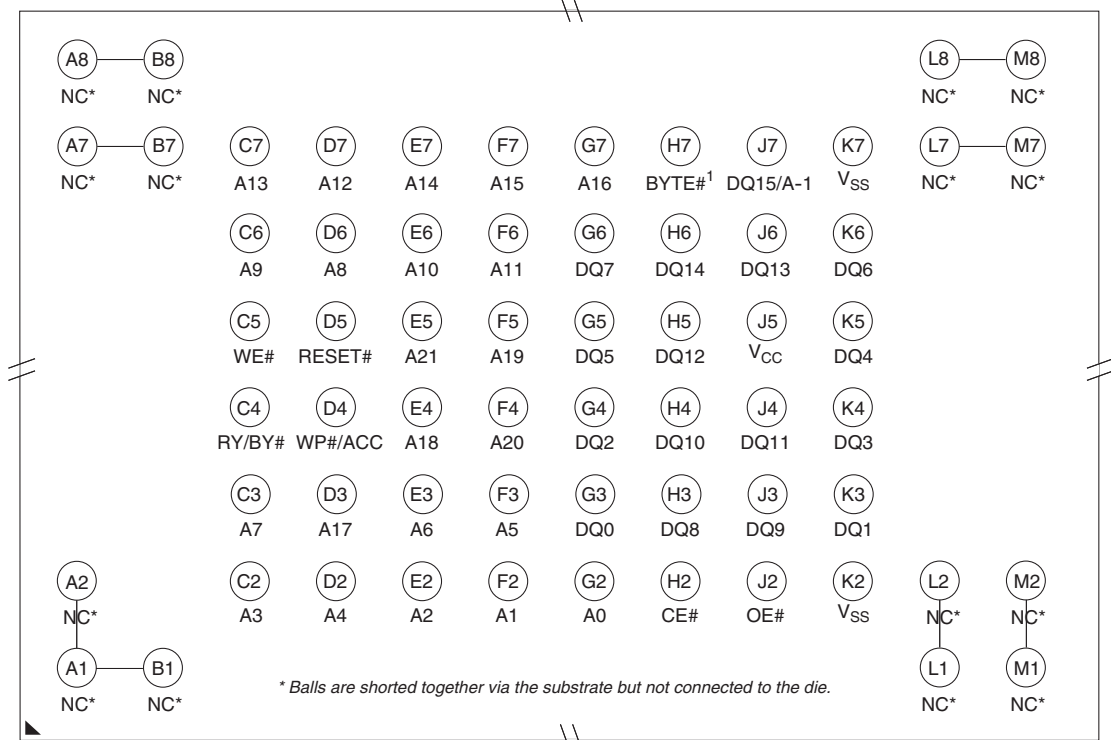 A8 B8 L8 M8
NC* NC* NC* NC*
A7 B7 C7 D7 E7 F7 G7 H7 J7 K7 L7 M7
NC* NC* A13 A12 A14 A15 A16 BYTE#1 DQ15/A-1 VSS NC* NC*
C6 D6 E6 F6 G6 H6 J6 K6
A9 A8 A10 A11 DQ7 DQ14 DQ13 DQ6
C5 D5 E5 F5 G5 H5 J5 K5
WE# RESET# A21 A19 DQ5 DQ12 VCC DQ4
C4 D4 E4 F4 G4 H4 J4 K4
RY/BY# WP#/ACC A18 A20 DQ2 DQ10 DQ11 DQ3
C3 D3 E3 F3 G3 H3 J3 K3
A7 A17 A6 A5 DQ0 DQ8 DQ9 DQ1
A2 C2 D2 E2 F2 G2 H2 J2 K2 L2 M2
NC* A3 A4 A2 A1 A0 CE# OE# VSS NC* NC*
A1 B1 L1 M1
* Balls are shorted together via the substrate but not connected to the die.
NC* NC* NC* NC*